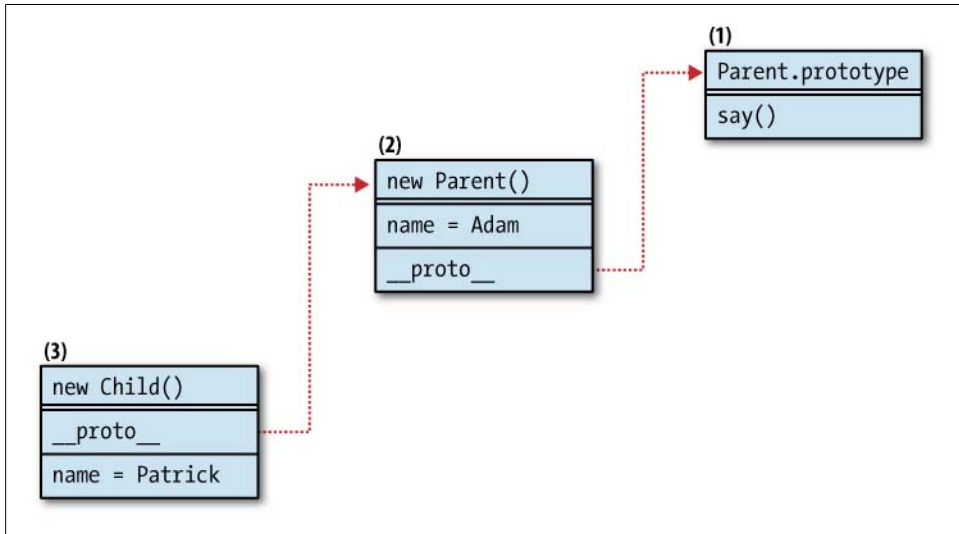 (1)
Parent.prototype
say()
(2)
new Parent()
name = Adam
__proto__
(3)
new Child()
__proto__
name = Patrick